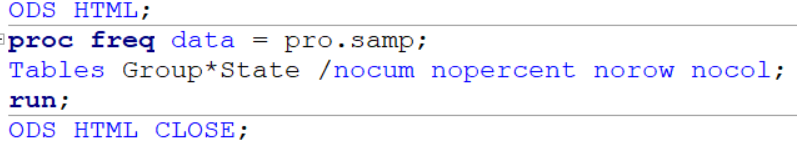 ODS HTML;
proc freq data = pro.samp;
Tables Group*State /nocum nopercent norow nocol;
run;
ODS HTML CLOSE;